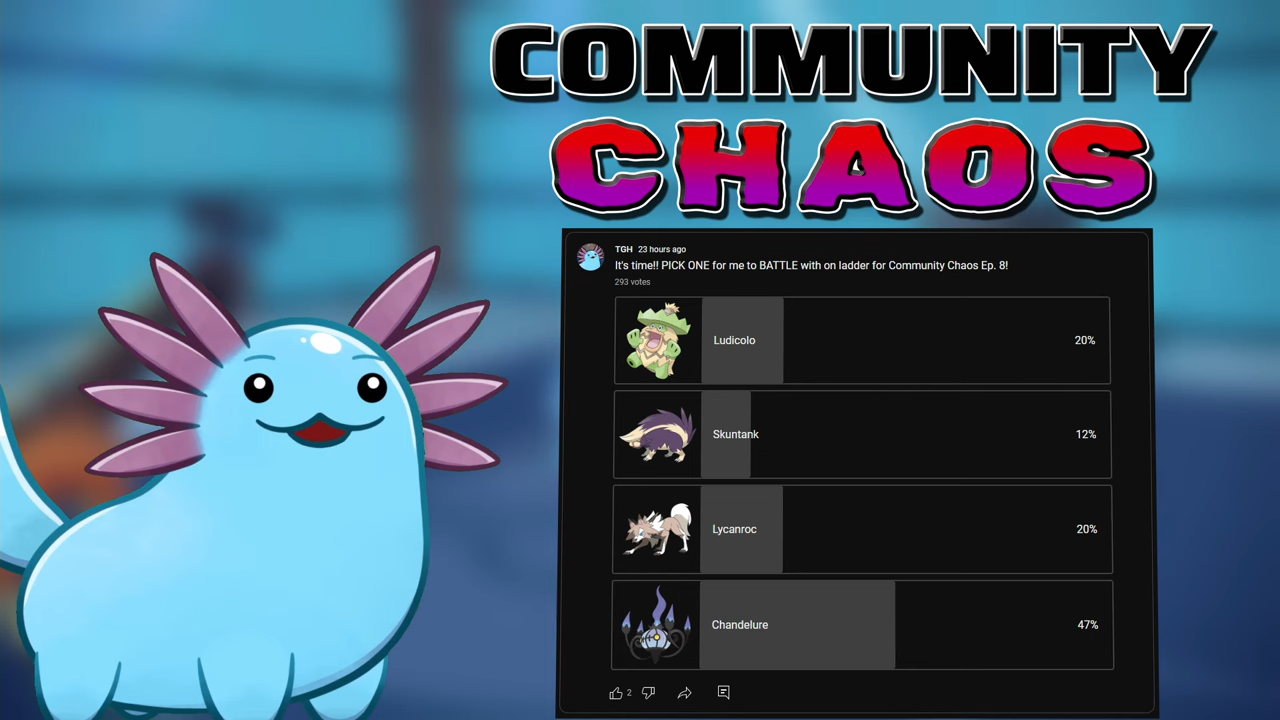 COMMUNITY
CHAOS
TGH 23 hours ago
It's time!! PICK ONE for me to BATTLE with on ladder for Community Chaos Ep. 8!
293 votes
Ludicolo 20%
Skuntank 12%
Lycanroc 20%
Chandelure 47%
2